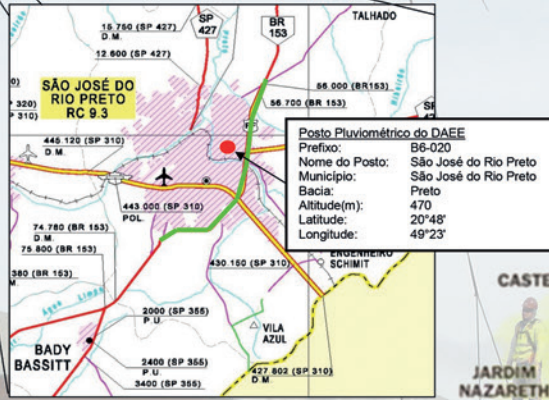 15.750 (SP 427)
D.M.
SP
427
BR
153
TALHADO
12.600 (SP 427)
SÃO JOSÉ DO
RIO PRETO
RC 9.3
56.000 (BR153)
56.700 (BR 153)
320)
310)
445.120 (SP 310)
D.M.
Posto Pluviométrico do DAEE
Prefixo: B6-020
Nome do Posto: São José do Rio Preto
Município: São José do Rio Preto
Bacia: Preto
Altitude(m): 470
Latitude: 20°48'
Longitude: 49°23'
443.000 (SP 310)
POL.
74.780 (BR 153)
D.M.
75.800 (BR 153)
380 (BR 153)
430.150 (SP 310)
ENGENHEIRO
SCHIMIT
Água Limpa
2000 (SP 355)
P.U.
VILA
AZUL
BADY
BASSITT
2400 (SP 355)
P.U.
3400 (SP 355)
427.802 (SP 310)
D.M.
CASTE
JARDIM
NAZARETH